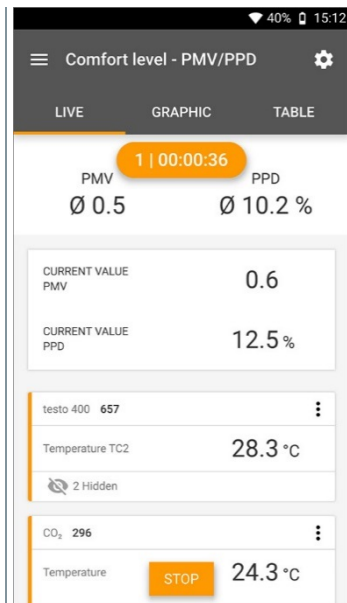 40% 15:12
Comfort level - PMV/PPD
LIVE GRAPHIC TABLE
1 | 00:00:36
PMV PPD
Ø 0.5 Ø 10.2 %
CURRENT VALUE
PMV
0.6
CURRENT VALUE
PPD
12.5 %
testo 400 657
Temperature TC2 28.3 °C
2 Hidden
CO₂ 296
Temperature STOP 24.3 °C